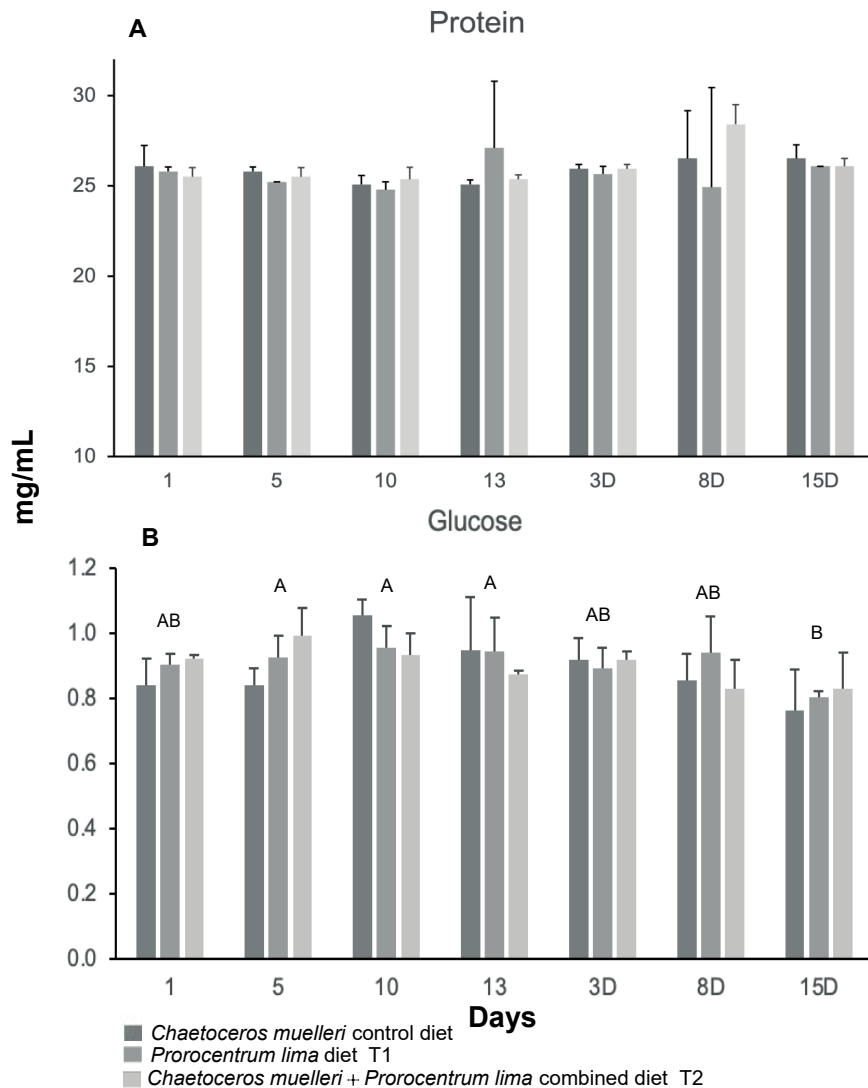 A
Protein
30
25
20
15
10
1 5 10 13 3D 8D 15D
mg/mL
B
Glucose
1.2
1.0
0.8
0.6
0.4
0.2
0.0
AB A A A AB AB B
1 5 10 13 3D 8D 15D
Days
Chaetoceros muelleri control diet
Prorocentrum lima diet T1
Chaetoceros muelleri + Prorocentrum lima combined diet T2